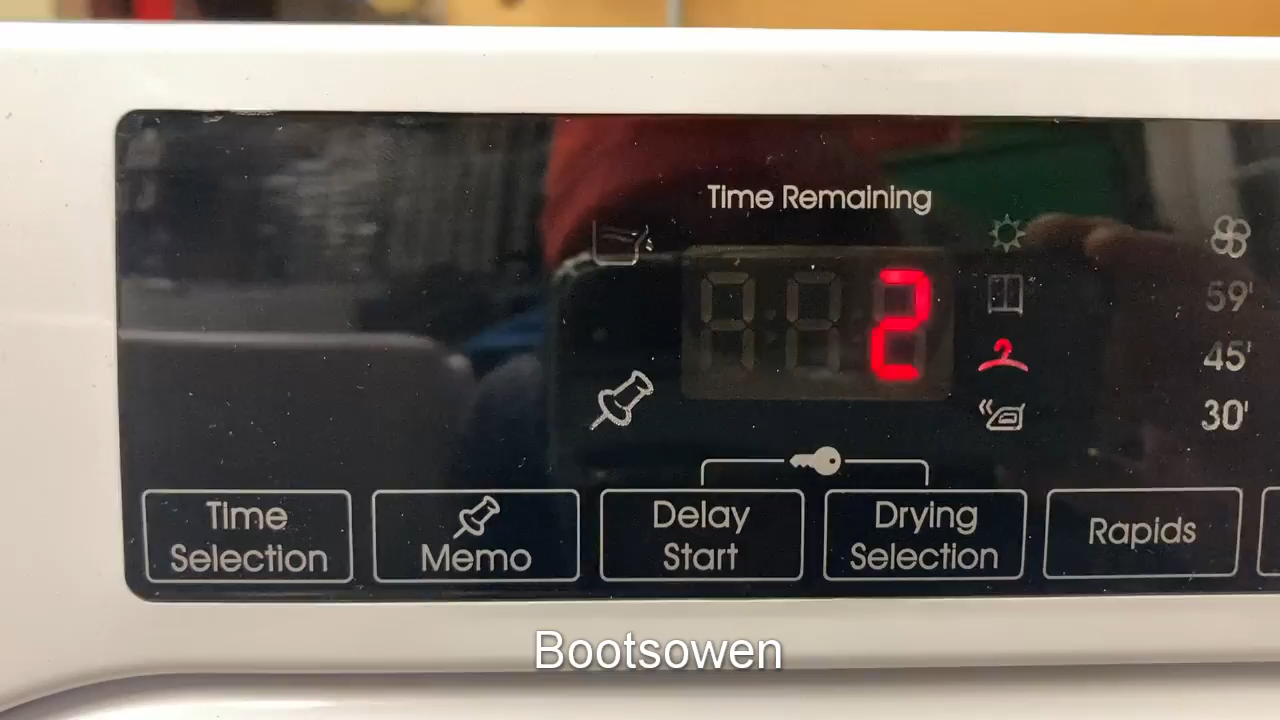 Time Remaining
2
59'
45'
30'
Time
Selection
Memo
Delay
Start
Drying
Selection
Rapids
Bootsowen